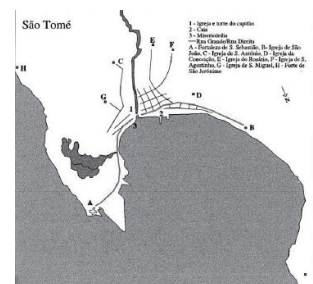 São Tomé
1 - Igreja e torre do capitão
2 - Cais
3 - Misericórdia
Rua Grande/Rua Direita
A - Fortaleza de S. Sebastião, B- Igreja de São
João, C - Igreja de S. António, D - Igreja da
Conceição, E - Igreja do Rosário, F - Igreja de S.
Agostinho, G - Igreja de S. Miguel, H - Forte de
São Jerónimo
H
C
E
F
G
D
1
2
3
B
A
N